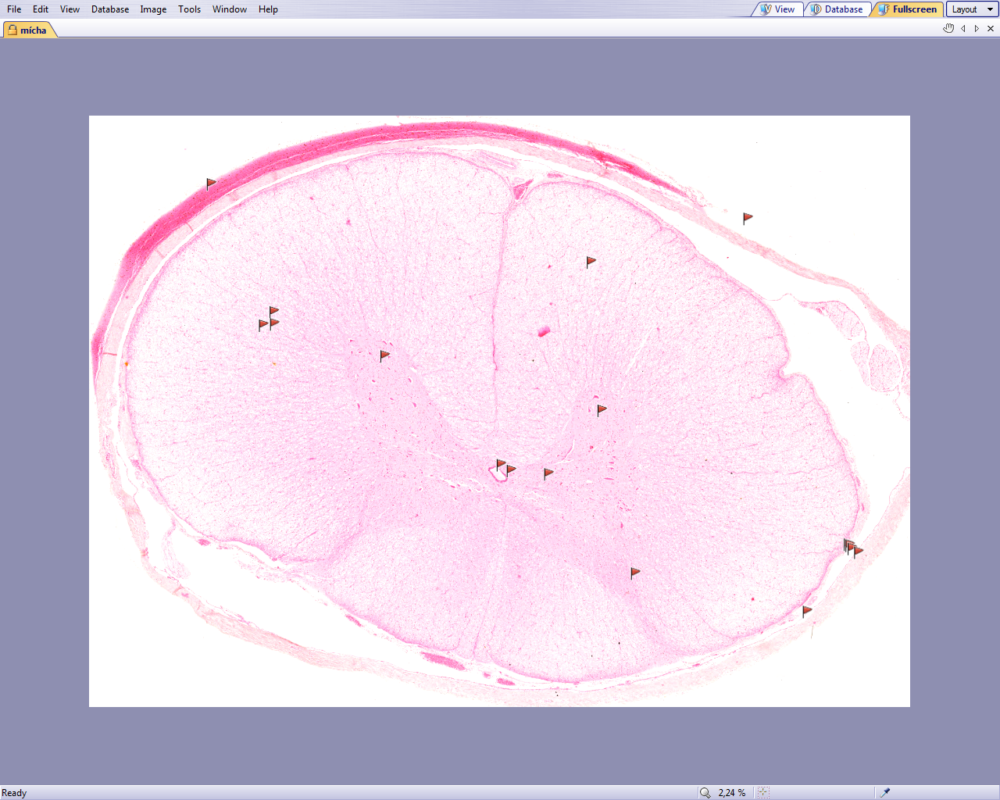 File Edit View Database Image Tools Window Help
View Database Fullscreen Layout
mícha
Ready
2,24 %